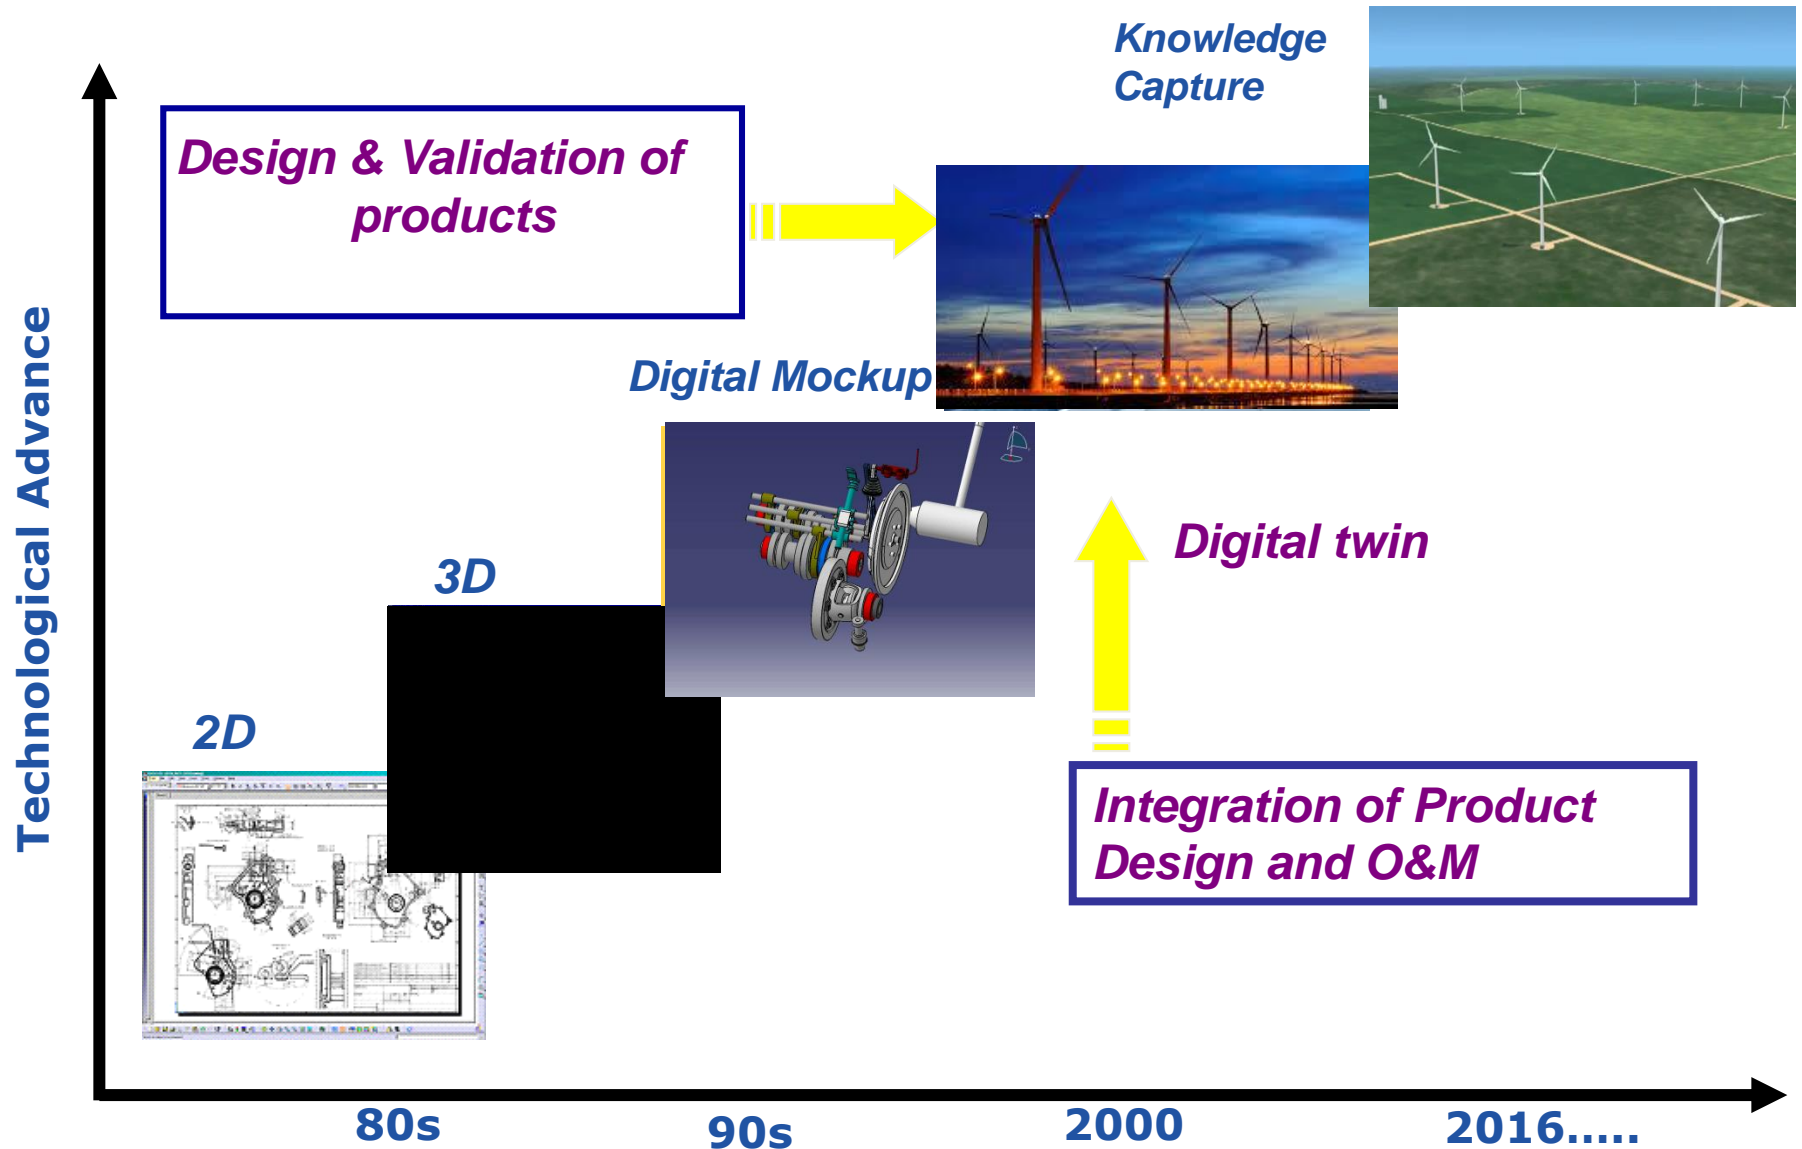 Knowledge
Capture
Design & Validation of
products
Digital Mockup
Technological Advance
3D
Digital twin
2D
Integration of Product
Design and O&M
80s
90s
2000
2016.....